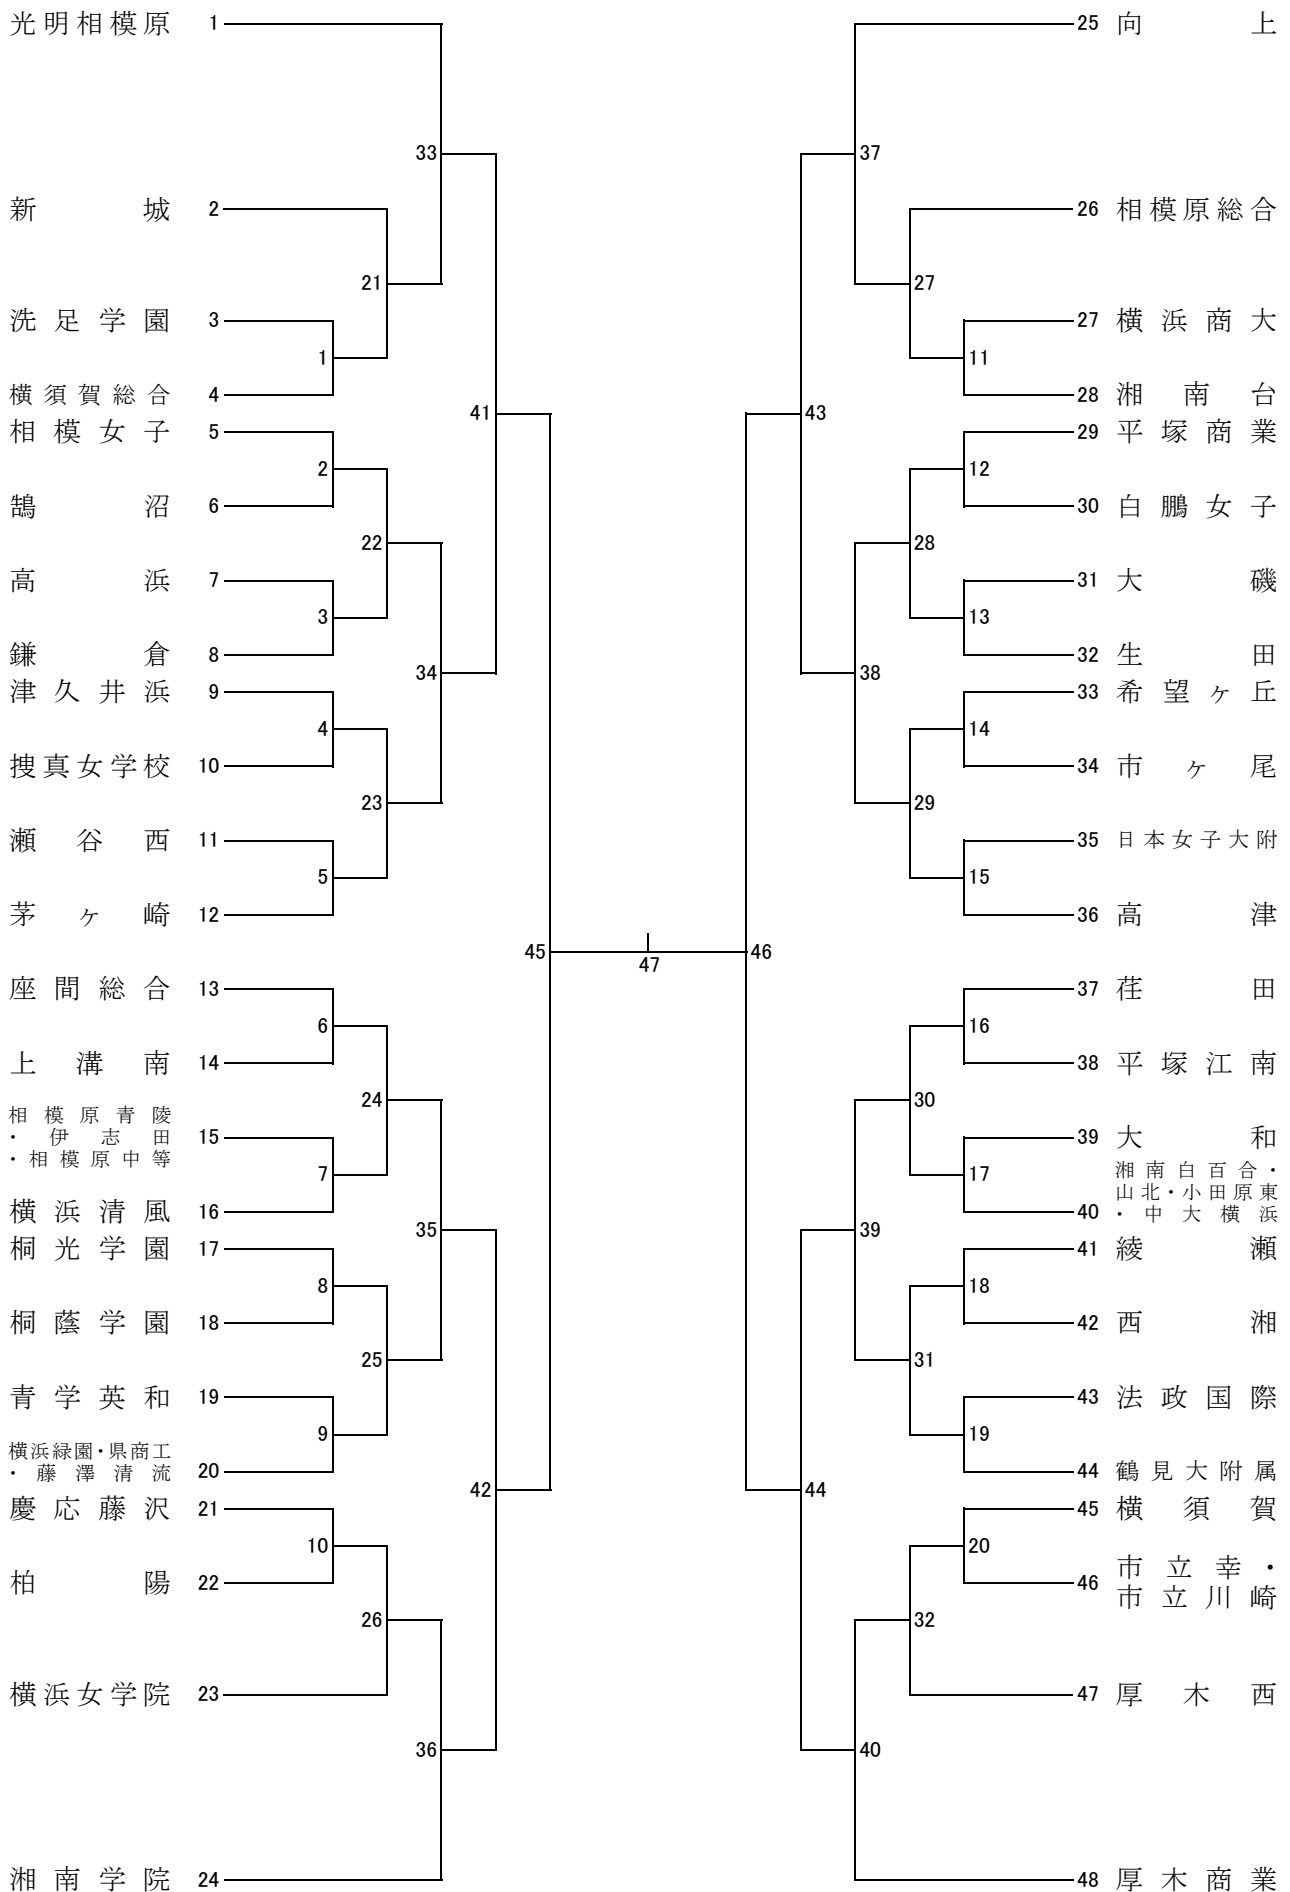 光明相模原 1
新城 2
洗足学園 3
横須賀総合 4
相模女子 5
鵠沼 6
高浜 7
鎌倉 8
津久井浜 9
捜真女学校 10
瀬谷西 11
茅ヶ崎 12
座間総合 13
上溝南 14
相模原青陵
・伊志田 15
・相模原中等
横浜清風 16
桐光学園 17
桐蔭学園 18
青学英和 19
横浜緑園・県商工
・藤澤清流 20
慶応藤沢 21
柏陽 22
横浜女学院 23
湘南学院 24
1
2
3
4
5
6
7
8
9
10
21
22
23
24
25
26
33
34
35
36
41
42
45
47
46
43
44
37
38
39
40
27
28
29
30
31
32
11
12
13
14
15
16
17
18
19
20
25 向上
26 相模原総合
27 横浜商大
28 湘南台
29 平塚商業
30 白鵬女子
31 大磯
32 生田
33 希望ヶ丘
34 市ヶ尾
35 日本女子大附
36 高津
37 荏田
38 平塚江南
39 大和
湘南白百合・
山北・小田原東
40 ・中大横浜
41 綾瀬
42 西湘
43 法政国際
44 鶴見大附属
45 横須賀
46 市立幸・
市立川崎
47 厚木西
48 厚木商業